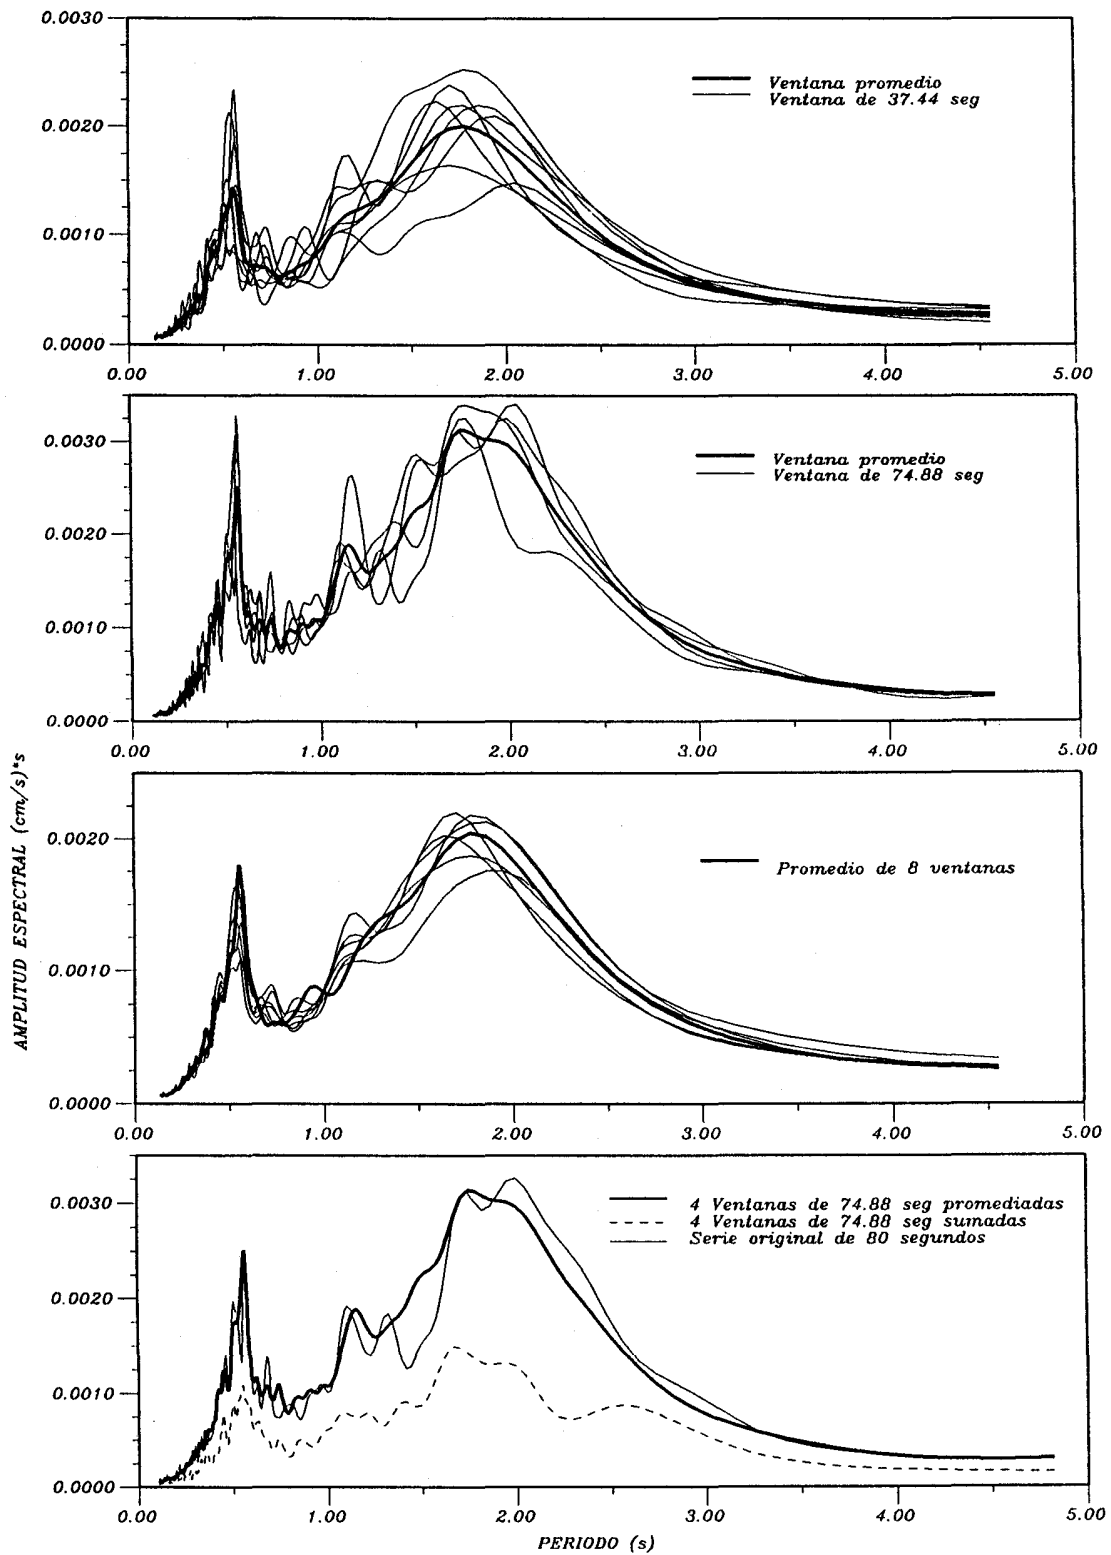 0.0030
0.0020
0.0010
0.0000
Ventana promedio
Ventana de 37.44 seg
0.00 1.00 2.00 3.00 4.00 5.00
0.0030
0.0020
0.0010
0.0000
Ventana promedio
Ventana de 74.88 seg
0.00 1.00 2.00 3.00 4.00 5.00
AMPLITUD ESPECTRAL (cm/s)*s
0.0020
0.0010
0.0000
Promedio de 8 ventanas
0.00 1.00 2.00 3.00 4.00 5.00
0.0030
0.0020
0.0010
0.0000
4 Ventanas de 74.88 seg promediadas
4 Ventanas de 74.88 seg sumadas
Serie original de 80 segundos
0.00 1.00 2.00 3.00 4.00 5.00
PERIODO (s)